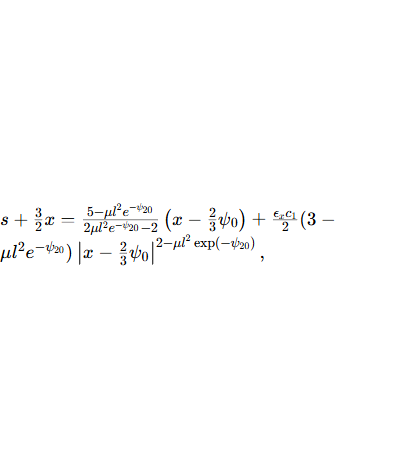 $s + \frac{3}{2}x = \frac{5-\mu l^2 e^{-\psi_{20}}}{2\mu l^2 e^{-\psi_{20}}-2}\left(x - \frac{2}{3}\psi_0\right) + \frac{\epsilon_x c_1}{2}(3 -$
$\mu l^2 e^{-\psi_{20}})\left|x - \frac{2}{3}\psi_0\right|^{2-\mu l^2 \exp(-\psi_{20})},$